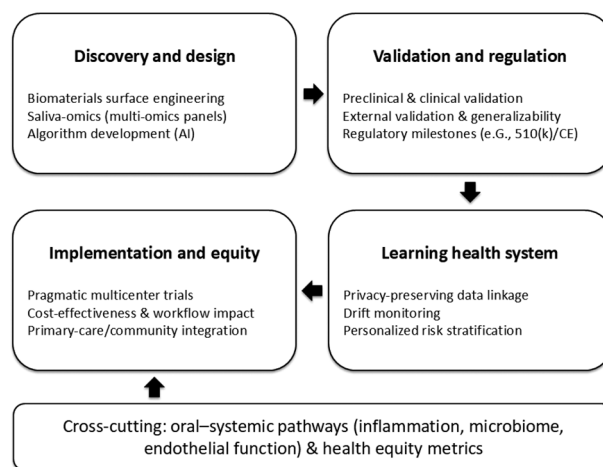 Discovery and design
Biomaterials surface engineering
Saliva-omics (multi-omics panels)
Algorithm development (AI)
Validation and regulation
Preclinical & clinical validation
External validation & generalizability
Regulatory milestones (e.G., 510(k)/CE)
Implementation and equity
Pragmatic multicenter trials
Cost-effectiveness & workflow impact
Primary-care/community integration
Learning health system
Privacy-preserving data linkage
Drift monitoring
Personalized risk stratification
Cross-cutting: oral–systemic pathways (inflammation, microbiome,
endothelial function) & health equity metrics